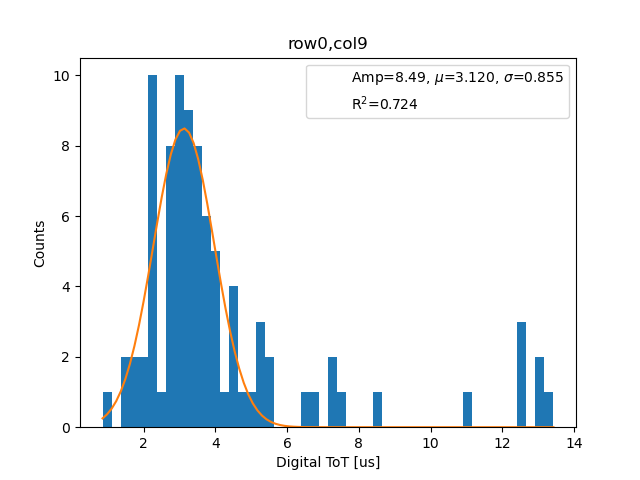 row0,col9
Amp=8.49, μ=3.120, σ=0.855
R²=0.724
Counts
10
8
6
4
2
0
2 4 6 8 10 12 14
Digital ToT [us]